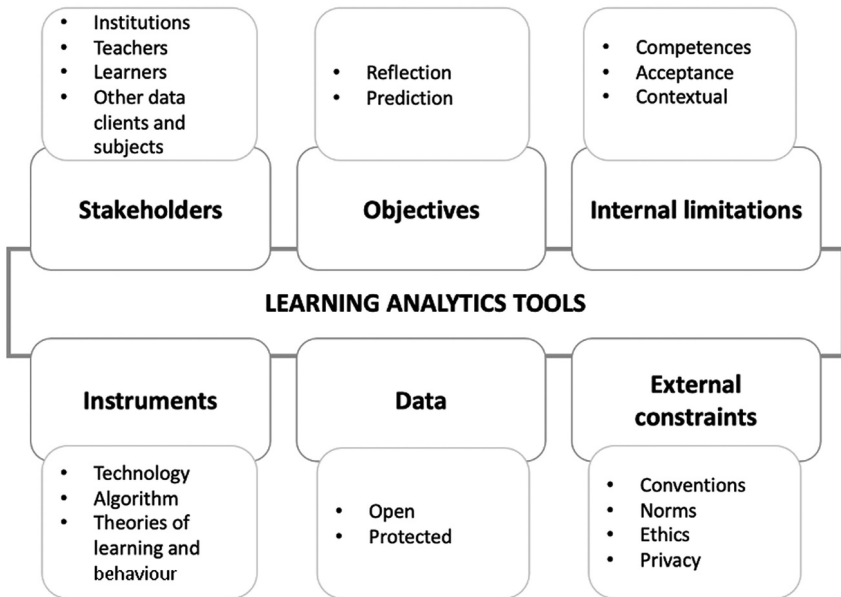 • Institutions
• Teachers
• Learners
• Other data
clients and
subjects
Stakeholders
• Reflection
• Prediction
Objectives
• Competences
• Acceptance
• Contextual
Internal limitations
LEARNING ANALYTICS TOOLS
Instruments
• Technology
• Algorithm
• Theories of
learning and
behaviour
Data
• Open
• Protected
External
constraints
• Conventions
• Norms
• Ethics
• Privacy